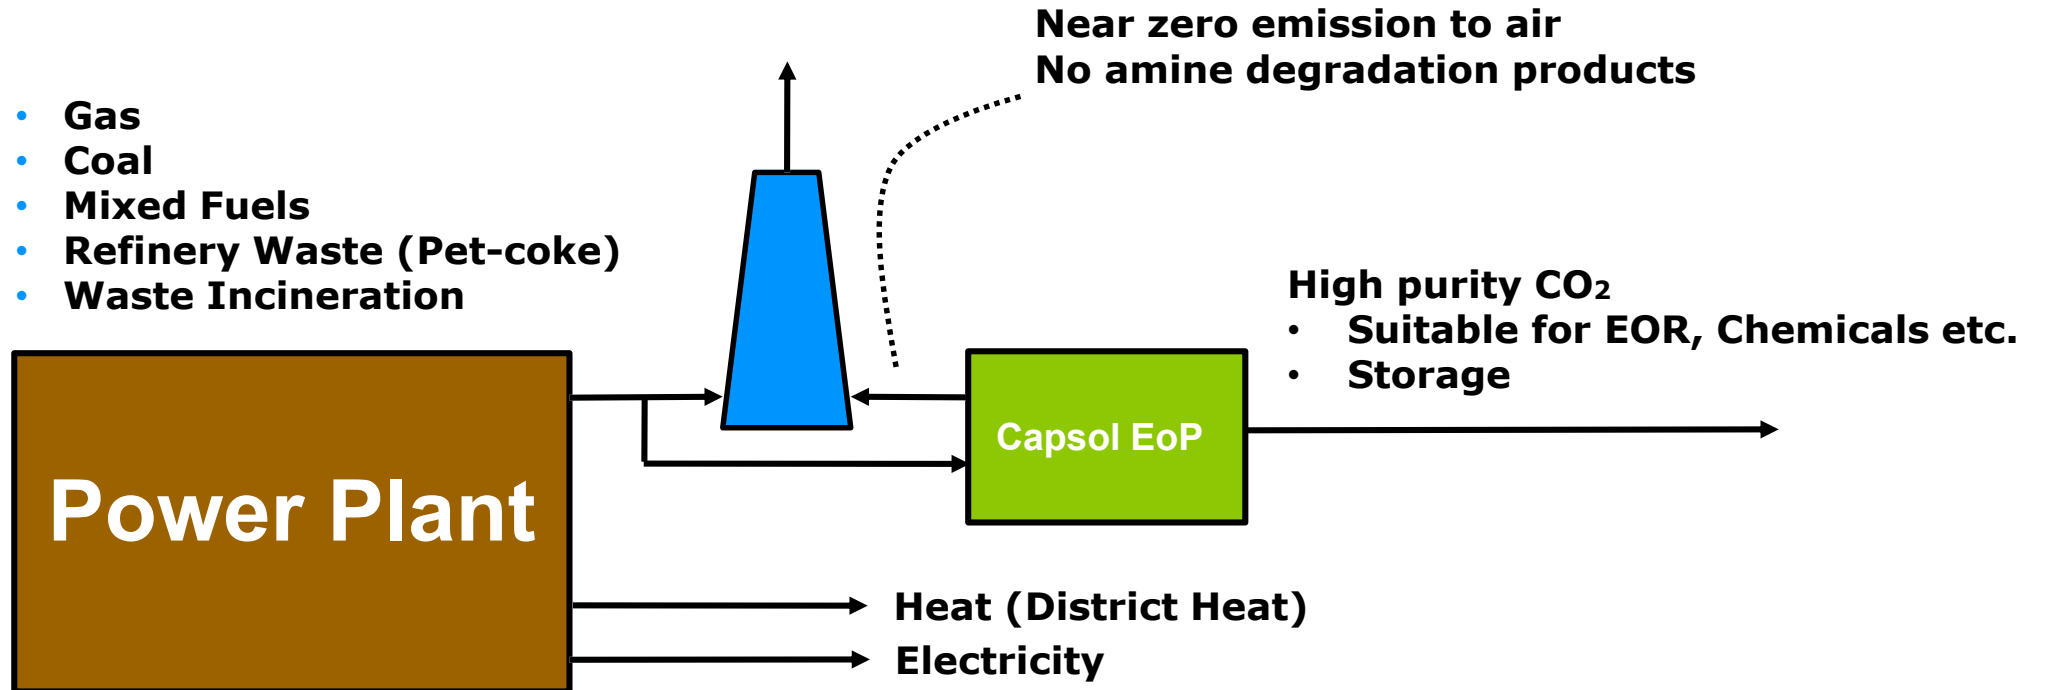 Near zero emission to air
No amine degradation products
• Gas
• Coal
• Mixed Fuels
• Refinery Waste (Pet-coke)
• Waste Incineration
High purity CO₂
• Suitable for EOR, Chemicals etc.
• Storage
Capsol EoP
Power Plant
Heat (District Heat)
Electricity